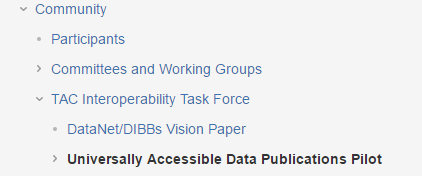 Community
Participants
Committees and Working Groups
TAC Interoperability Task Force
DataNet/DIBBs Vision Paper
Universally Accessible Data Publications Pilot